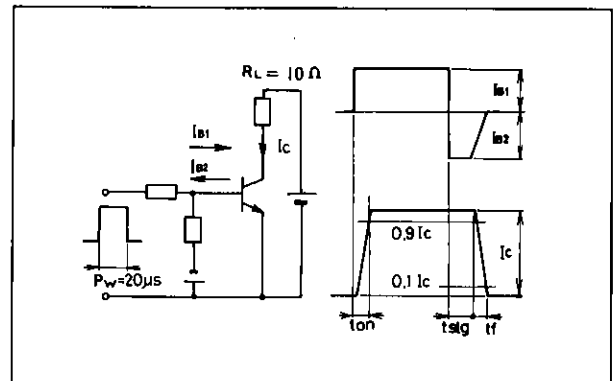 RL = 10 Ω
IB1
IB2
Ic
PW=20µs
IB1
IB2
0,9 Ic
0,1 Ic
Ic
ton
tstg
tf